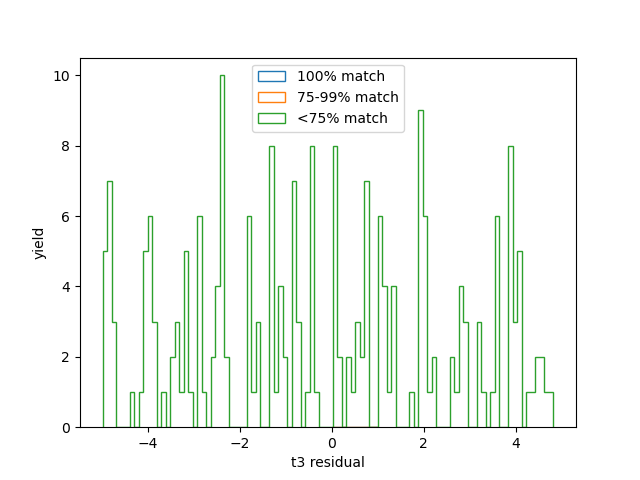 100% match
75-99% match
<75% match
10
8
6
4
2
0
yield
−4
−2
0
2
4
t3 residual